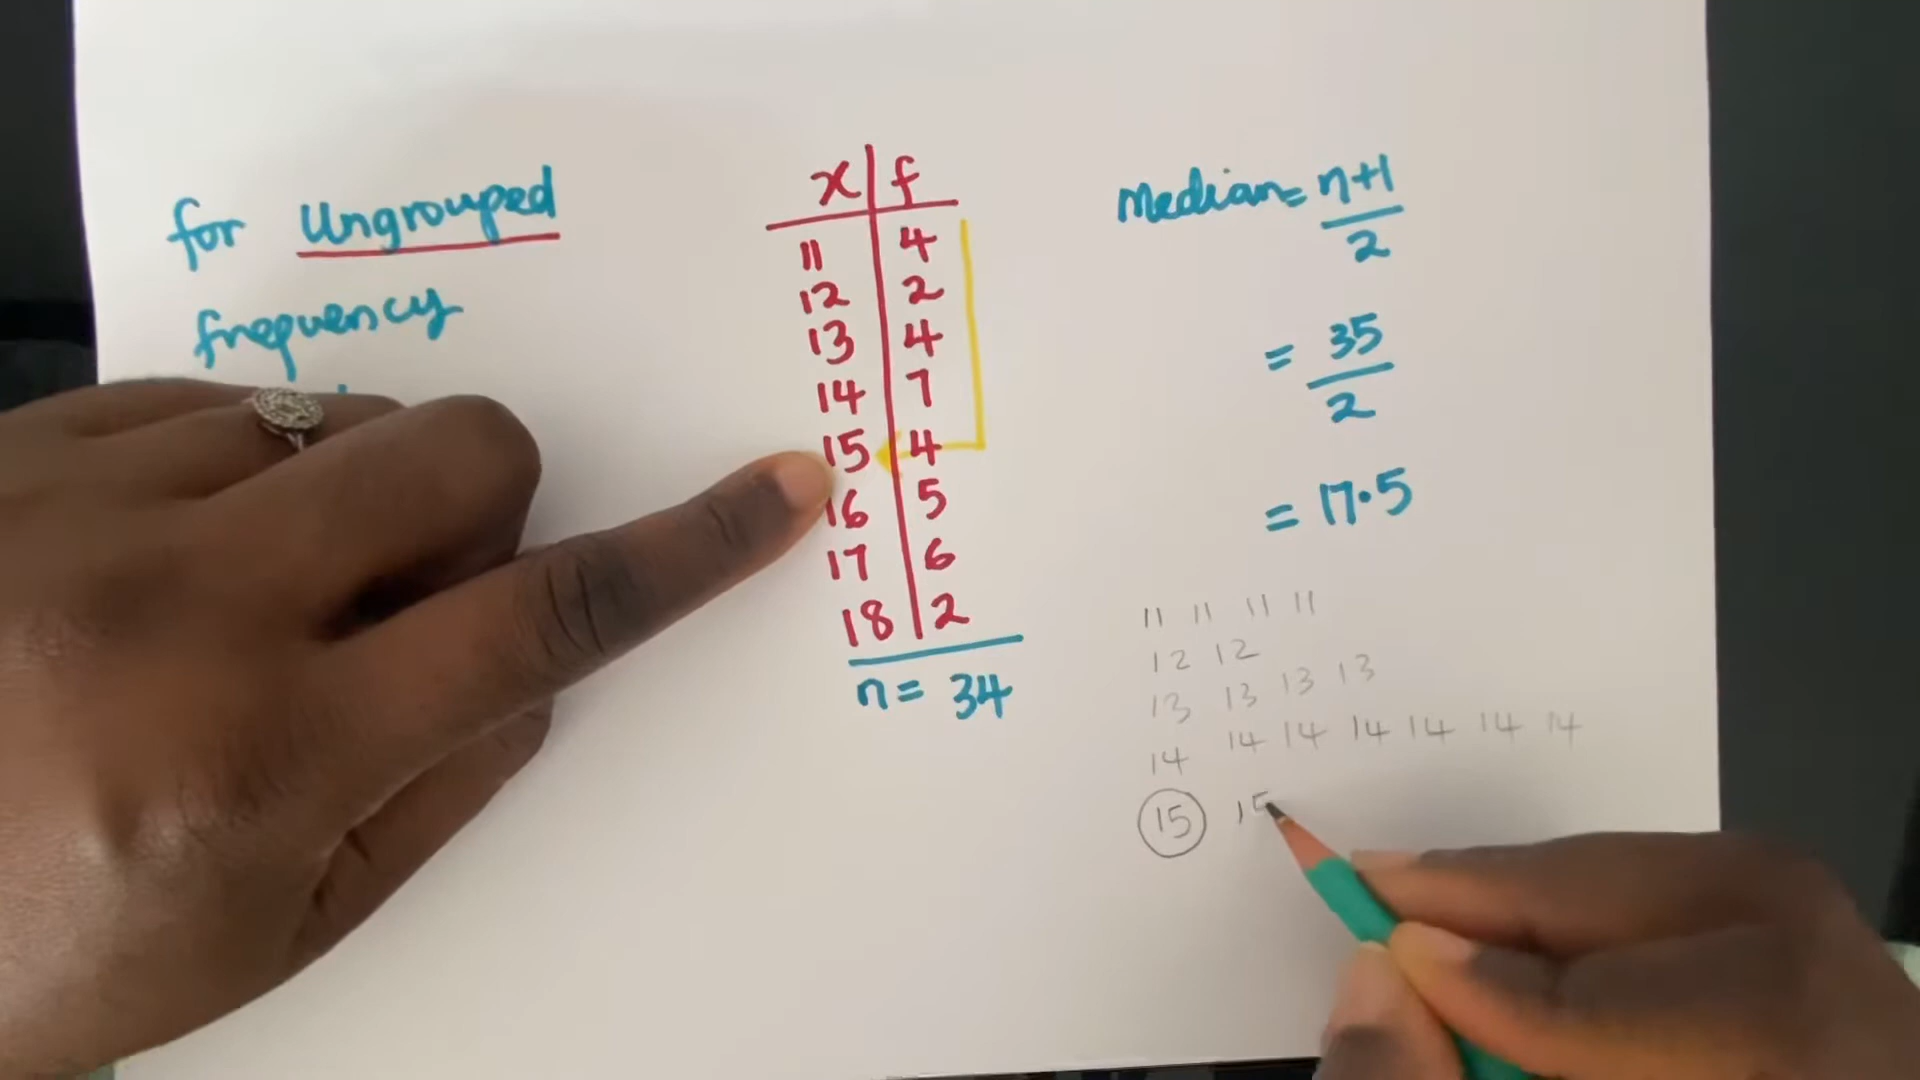 for Ungrouped
frequency
x f
11 4
12 2
13 4
14 7
15 4
16 5
17 6
18 2
n = 34
Median = n+1
2
= 35
2
= 17.5
11 11 11 11
12 12
13 13 13 13
14 14 14 14 14 14 14
15 15